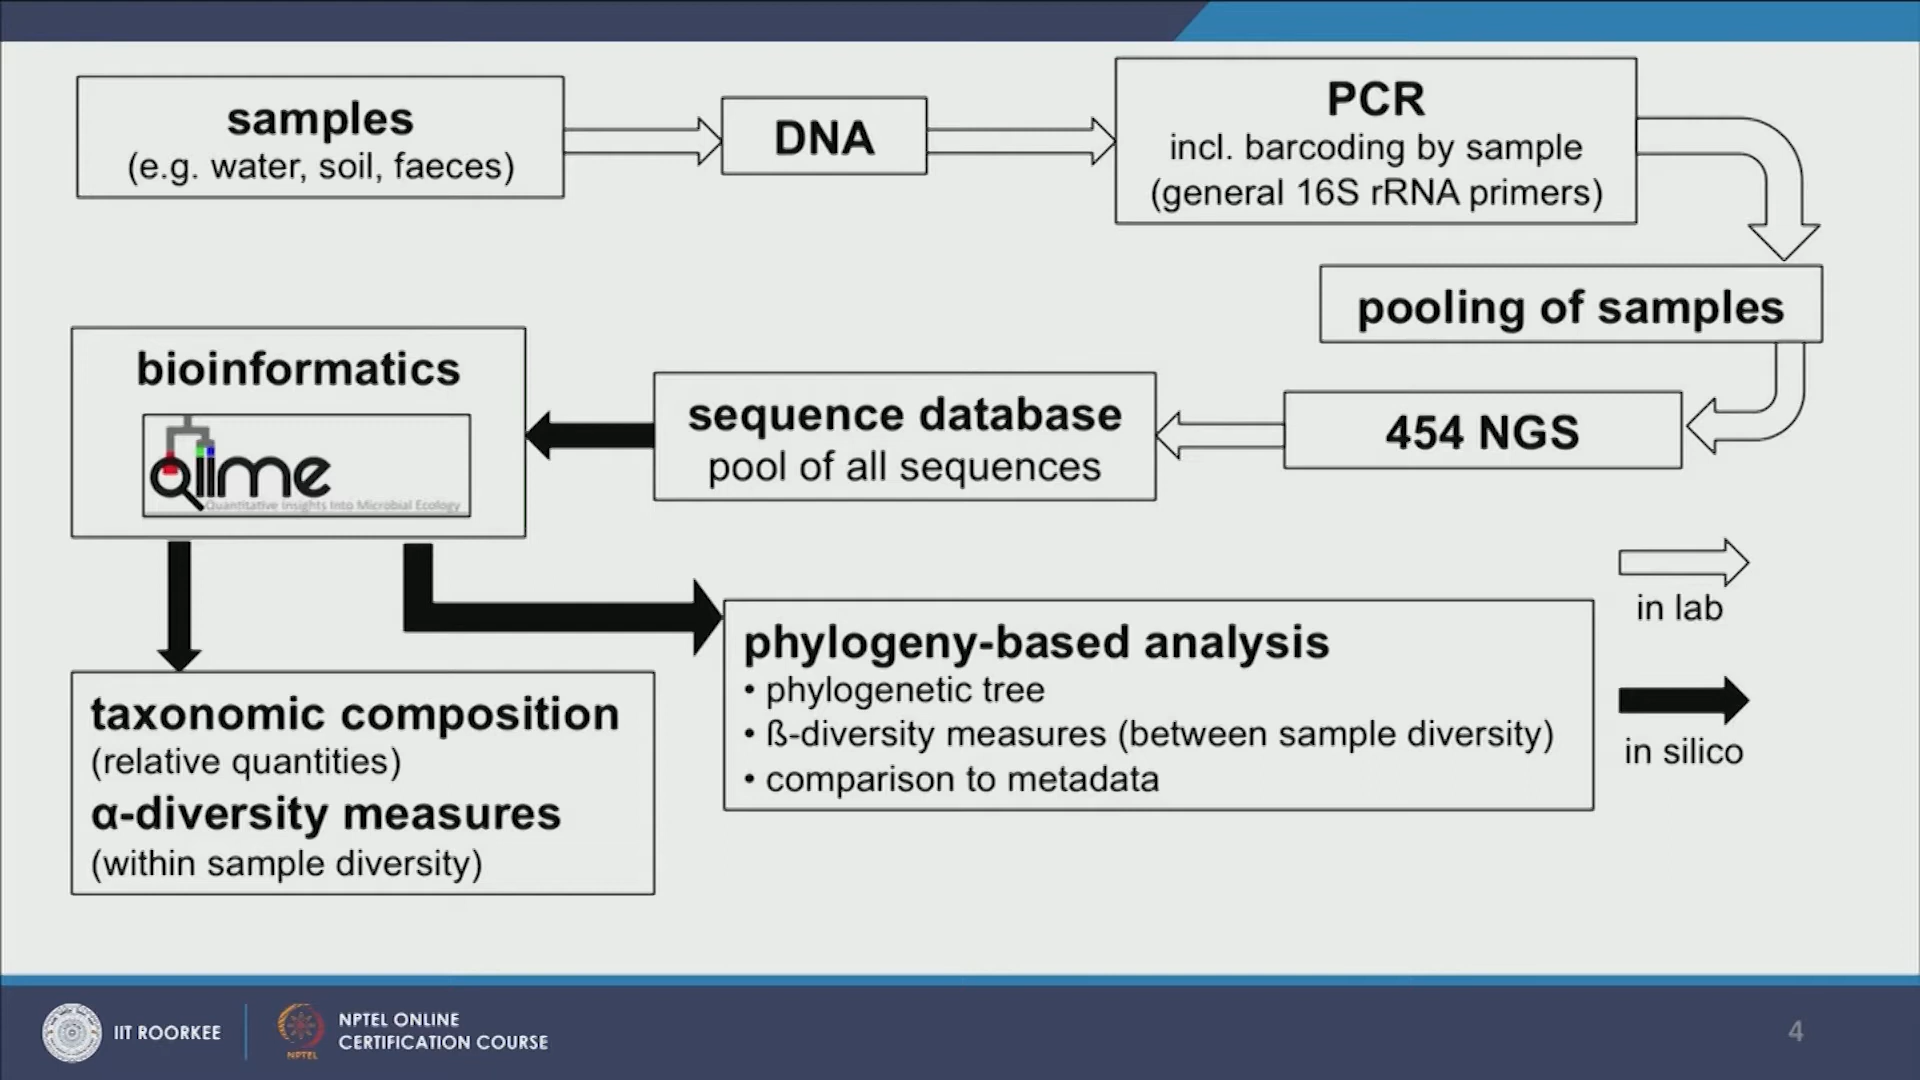 samples
(e.g. water, soil, faeces)
DNA
PCR
incl. barcoding by sample
(general 16S rRNA primers)
pooling of samples
454 NGS
sequence database
pool of all sequences
bioinformatics
QIIme
Quantitative Insights Into Microbial Ecology
in lab
in silico
taxonomic composition
(relative quantities)
α-diversity measures
(within sample diversity)
phylogeny-based analysis
• phylogenetic tree
• ß-diversity measures (between sample diversity)
• comparison to metadata
IIT ROORKEE
NPTEL
NPTEL ONLINE
CERTIFICATION COURSE
4